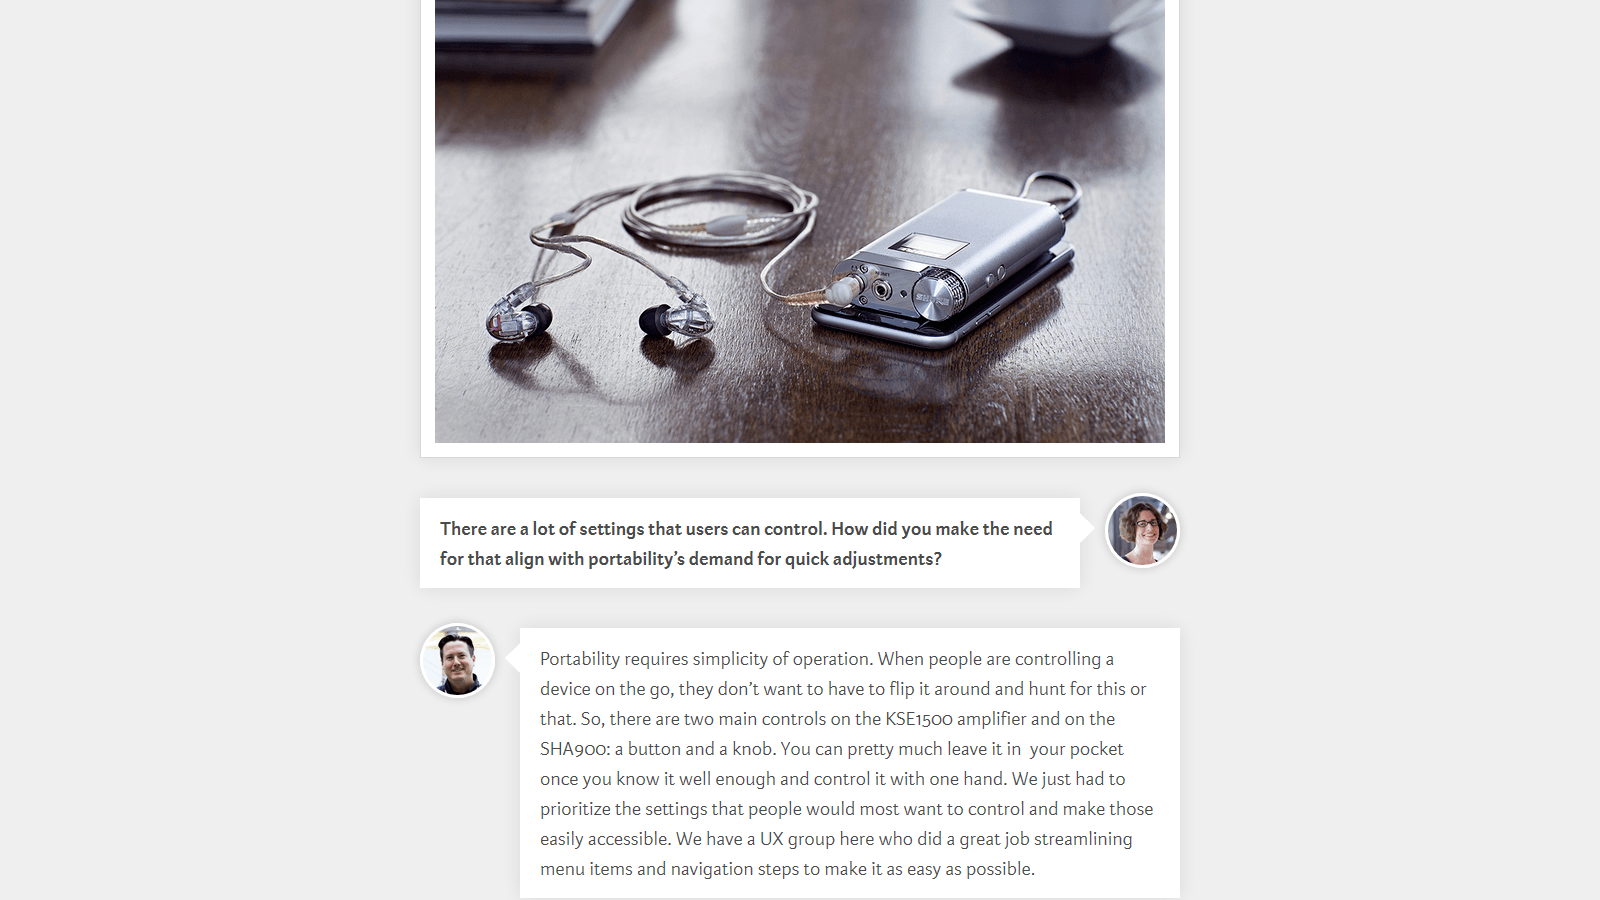 There are a lot of settings that users can control. How did you make the need
for that align with portability’s demand for quick adjustments?
Portability requires simplicity of operation. When people are controlling a
device on the go, they don’t want to have to flip it around and hunt for this or
that. So, there are two main controls on the KSE1500 amplifier and on the
SHA900: a button and a knob. You can pretty much leave it in  your pocket
once you know it well enough and control it with one hand. We just had to
prioritize the settings that people would most want to control and make those
easily accessible. We have a UX group here who did a great job streamlining
menu items and navigation steps to make it as easy as possible.